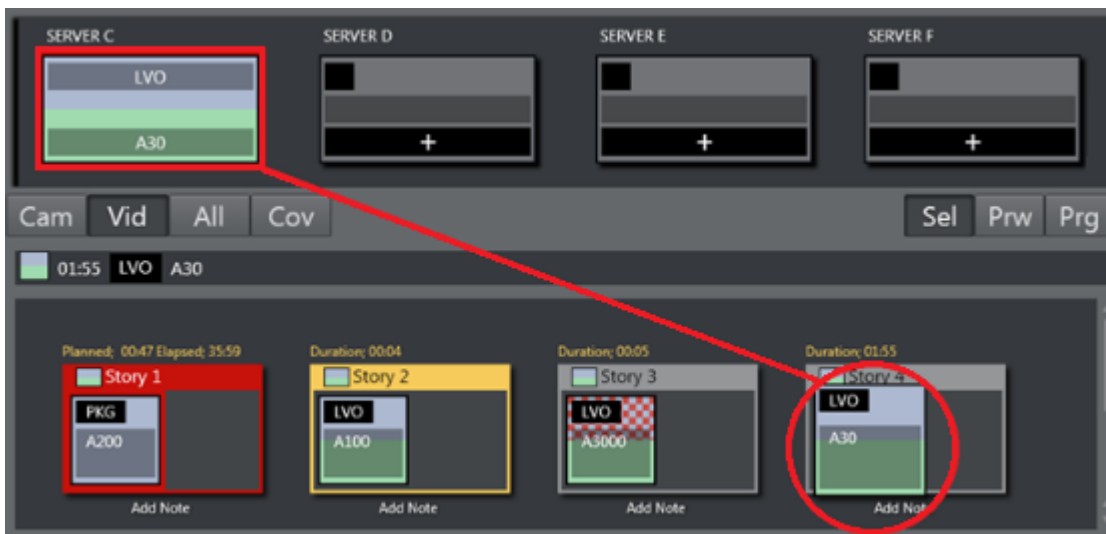 SERVER C SERVER D SERVER E SERVER F
LVO
A30 + + +
Cam Vid All Cov Sel Prw Prg
01:55 LVO A30
Planned; 00:47 Elapsed; 35:59 Duration; 00:04 Duration; 00:05 Duration; 01:55
Story 1 Story 2 Story 3 Story 4
PKG LVO LVO LVO
A200 A100 A3000 A30
Add Note Add Note Add Note Add Note